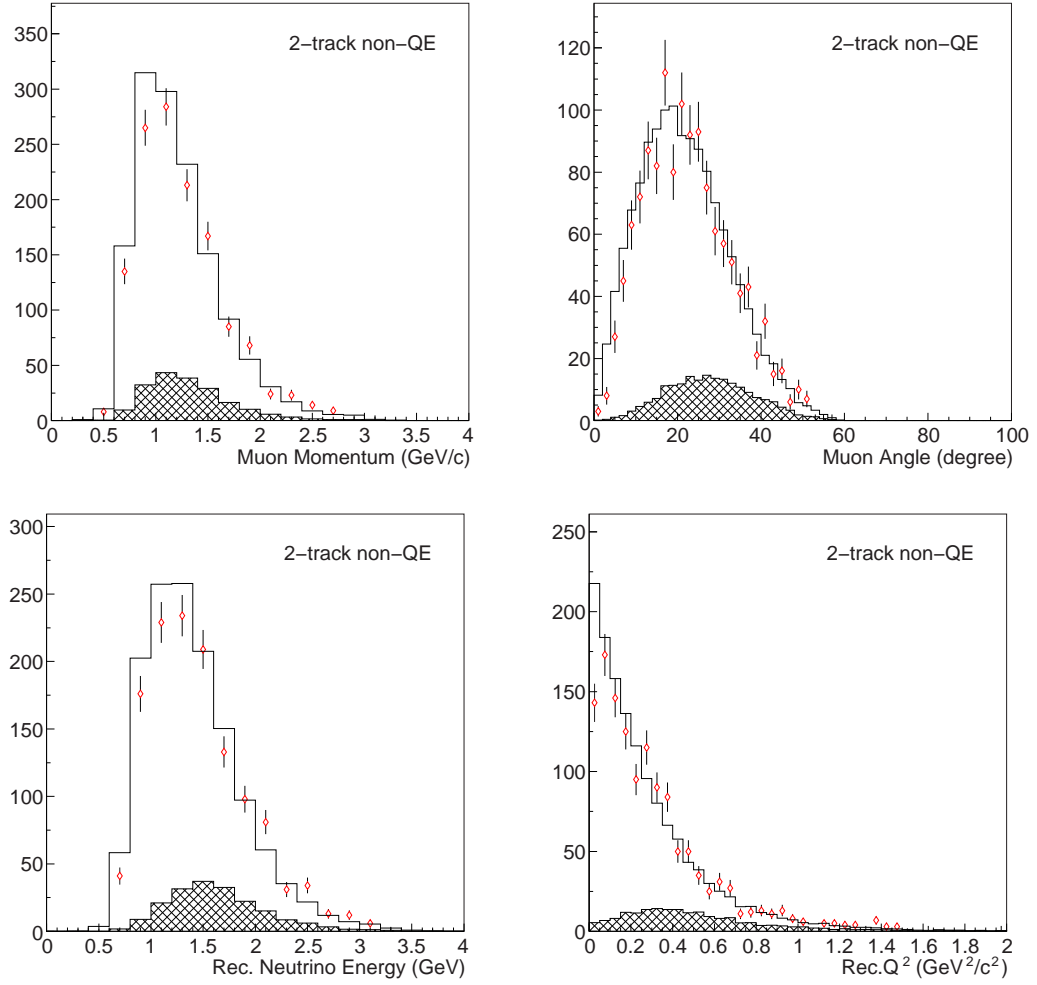 2−track non−QE
350
300
250
200
150
100
50
0
0 0.5 1 1.5 2 2.5 3 3.5 4
Muon Momentum (GeV/c)
2−track non−QE
120
100
80
60
40
20
0
0 20 40 60 80 100
Muon Angle (degree)
2−track non−QE
300
250
200
150
100
50
0
0 0.5 1 1.5 2 2.5 3 3.5 4
Rec. Neutrino Energy (GeV)
2−track non−QE
250
200
150
100
50
0
0 0.2 0.4 0.6 0.8 1 1.2 1.4 1.6 1.8 2
Rec.Q² (GeV²/c²)